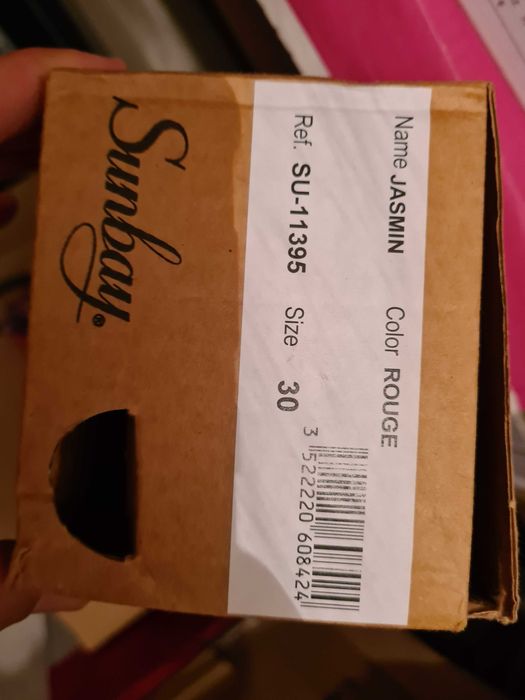 Name JASMIN Color ROUGE
Ref. SU-11395 Size 30
3 522220 608424
Sunbay®